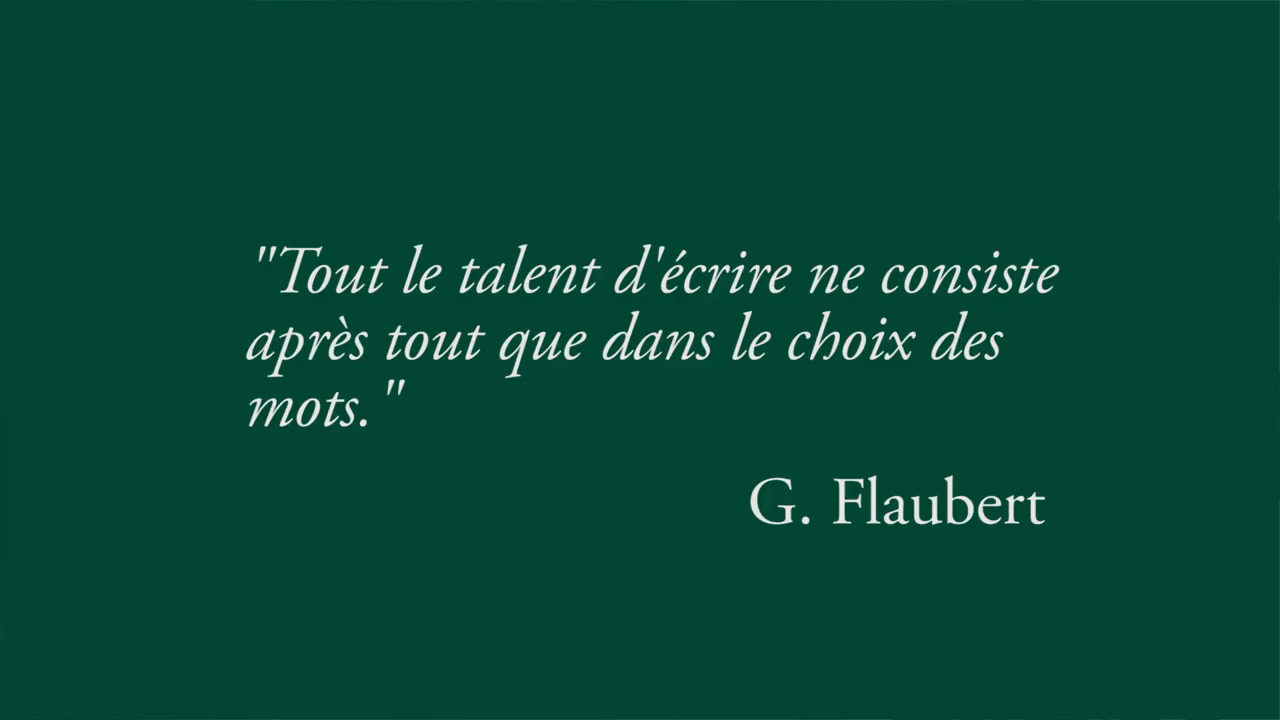 "Tout le talent d'écrire ne consiste
après tout que dans le choix des
mots."
G. Flaubert